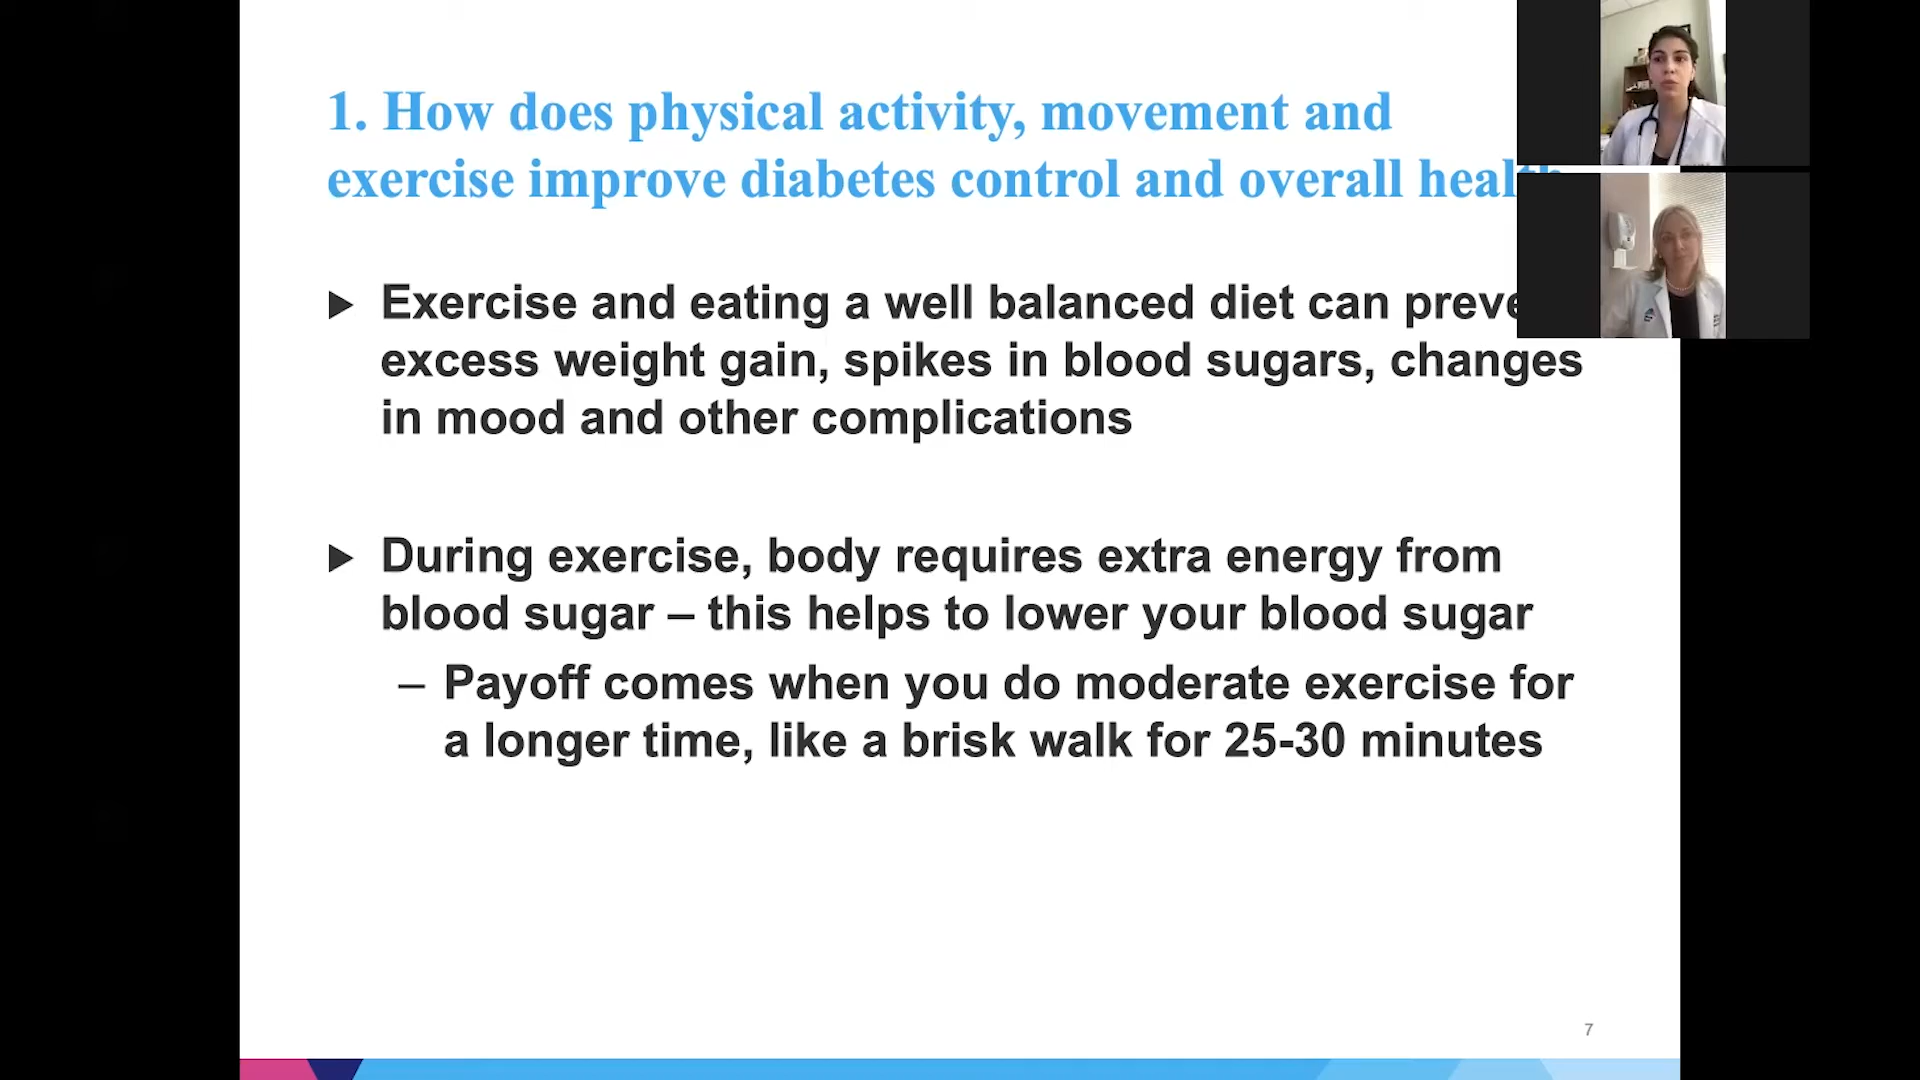 1. How does physical activity, movement and
exercise improve diabetes control and overall
Exercise and eating a well balanced diet can
excess weight gain, spikes in blood sugars, changes
in mood and other complications
During exercise, body requires extra energy from
blood sugar – this helps to lower your blood sugar
– Payoff comes when you do moderate exercise for
a longer time, like a brisk walk for 25-30 minutes
7